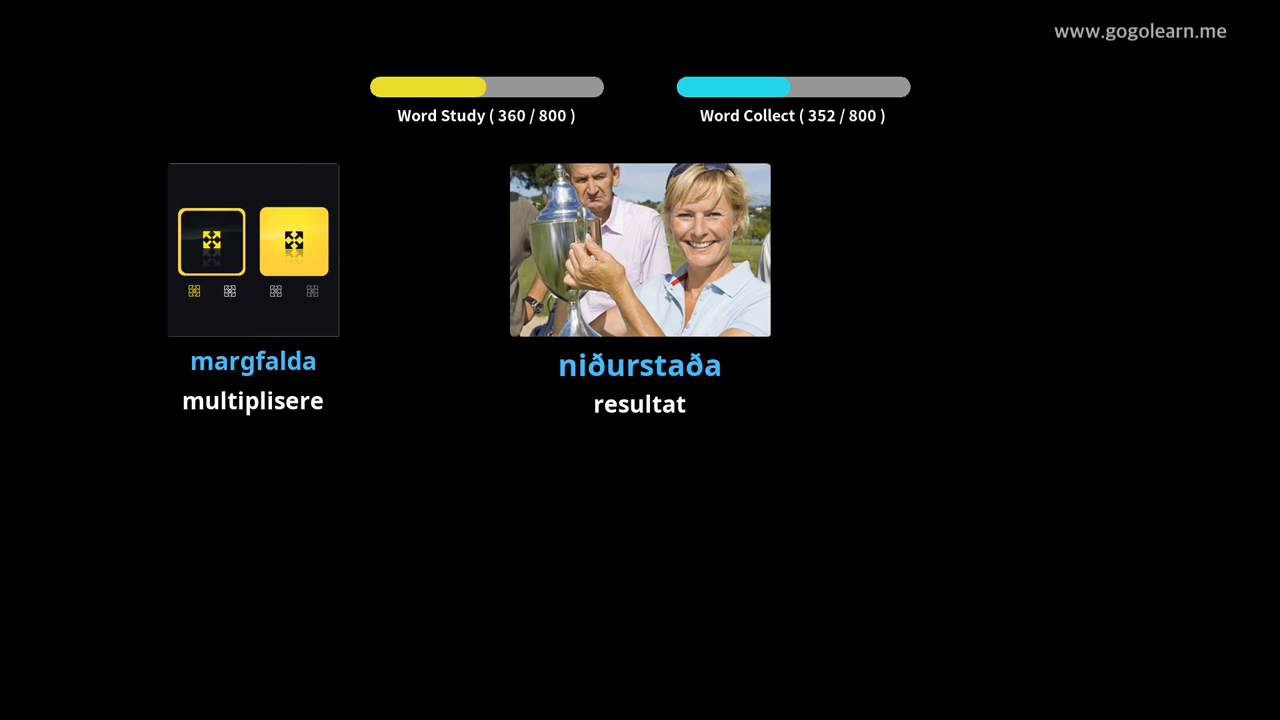 www.gogolearn.me
Word Study ( 360 / 800 )
Word Collect ( 352 / 800 )
margfalda
multiplisere
niðurstaða
resultat